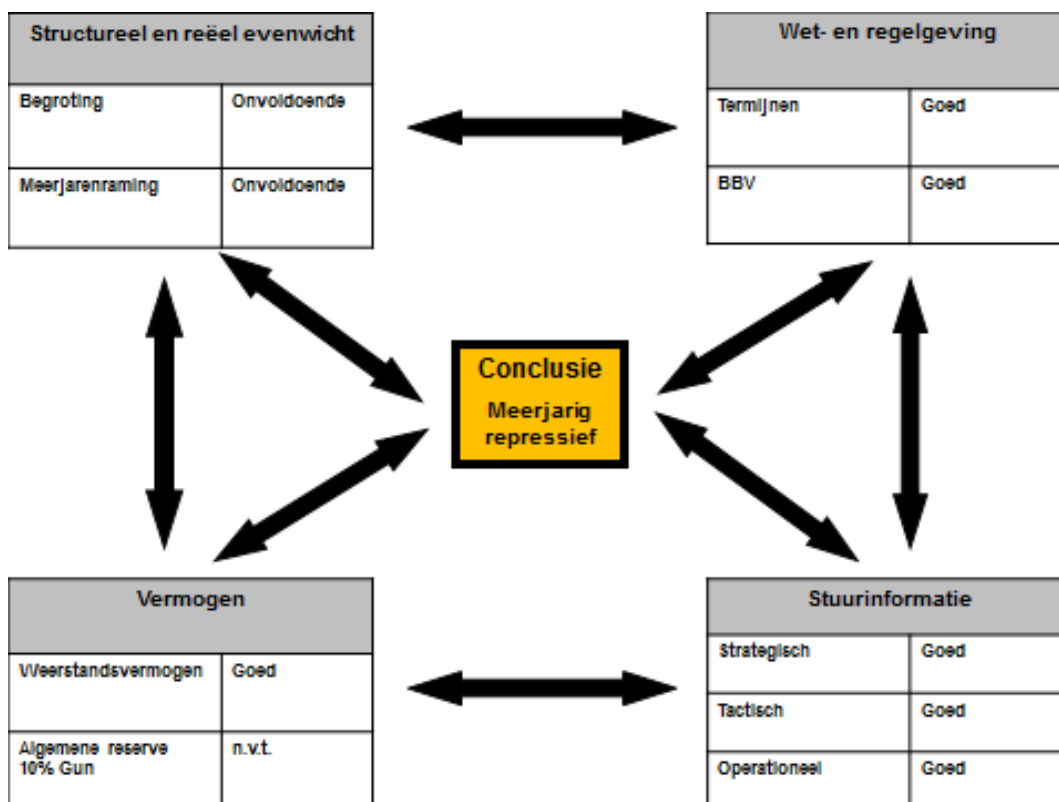 Structureel en reëel evenwicht
Begroting Onvoldoende
Meerjarenraming Onvoldoende
Wet- en regelgeving
Termijnen Goed
BBV Goed
Conclusie
Meerjarig
repressief
Vermogen
Weerstandsvermogen Goed
Algemene reserve n.v.t.
10% Gun
Stuurinformatie
Strategisch Goed
Tactisch Goed
Operationeel Goed